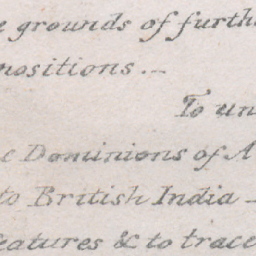 e grounds of furth
positions. —
To un
e Dominions of A
to British India —
features & to trace